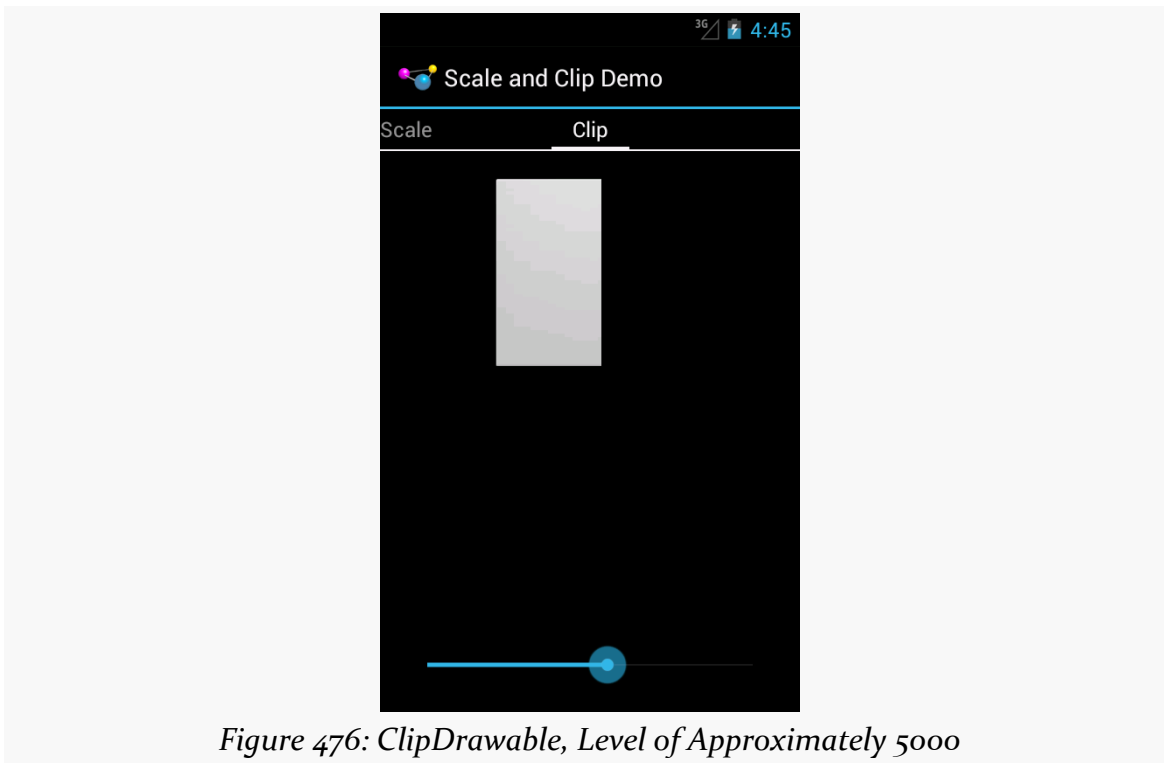 3G 4:45
Scale and Clip Demo
Scale Clip
Figure 476: ClipDrawable, Level of Approximately 5000